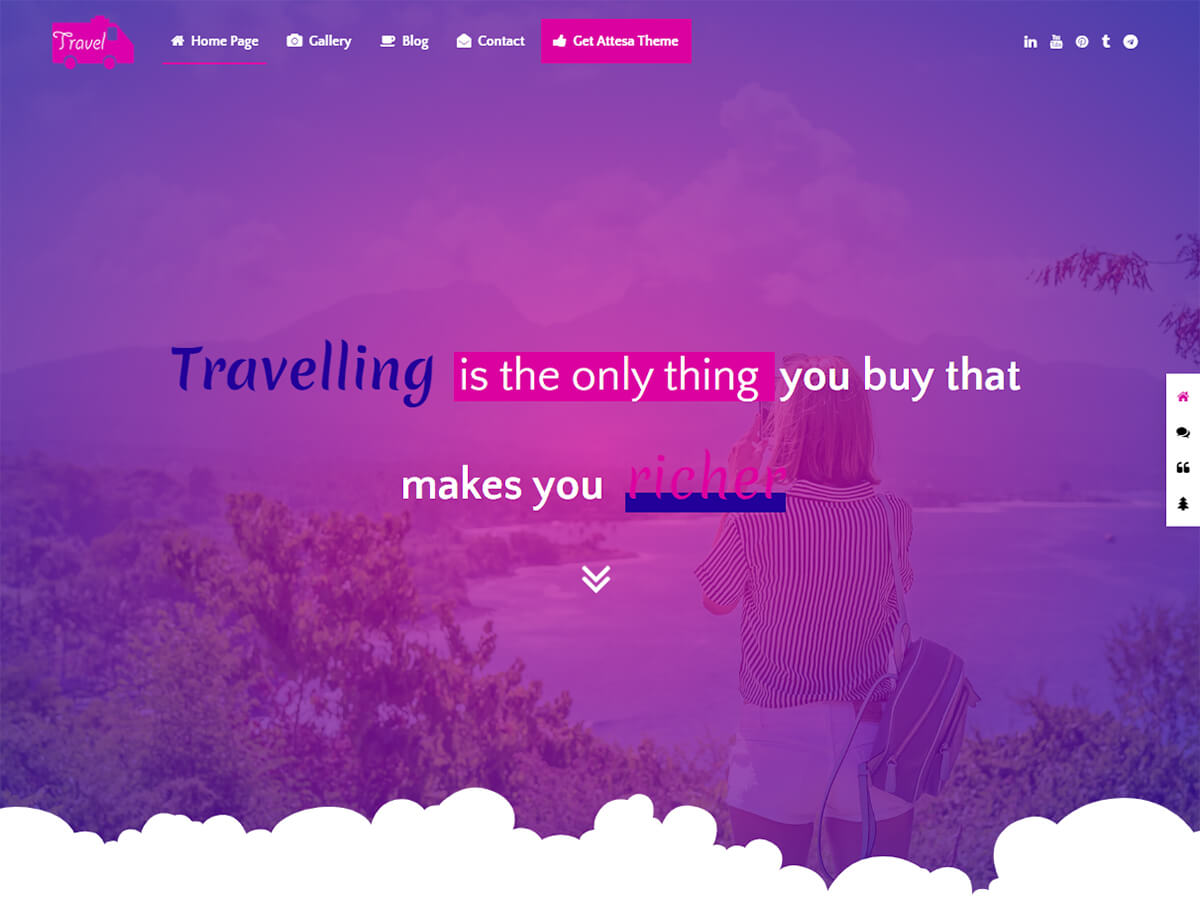 Travel
Home Page Gallery Blog Contact Get Attesa Theme
Travelling is the only thing you buy that
makes you richer